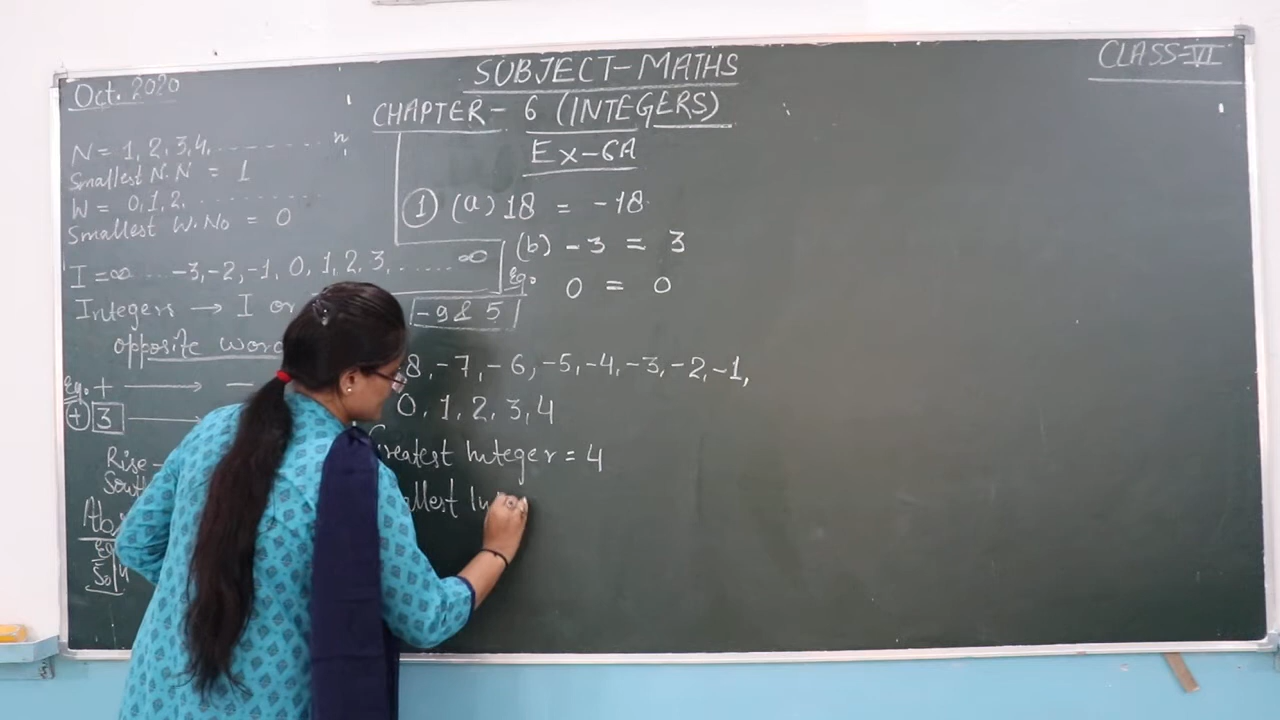 Oct. 2020
SUBJECT-MATHS
CLASS-VI
CHAPTER- 6 (INTEGERS)
Ex-6A
N = 1, 2, 3, 4, .......... n
Smallest N.N = 1
W = 0, 1, 2, ..........
Smallest W.No = 0
I = ∞ .... -3, -2, -1, 0, 1, 2, 3, ...... ∞
Integers → I or
opposite word
Eg. + → -
(+) 3 →
Rise -
Eg
① (a) 18 = -18
(b) -3 = 3
Eg. 0 = 0
-9 & 5
8, -7, -6, -5, -4, -3, -2, -1,
0, 1, 2, 3, 4
Greatest Integer = 4
allest In